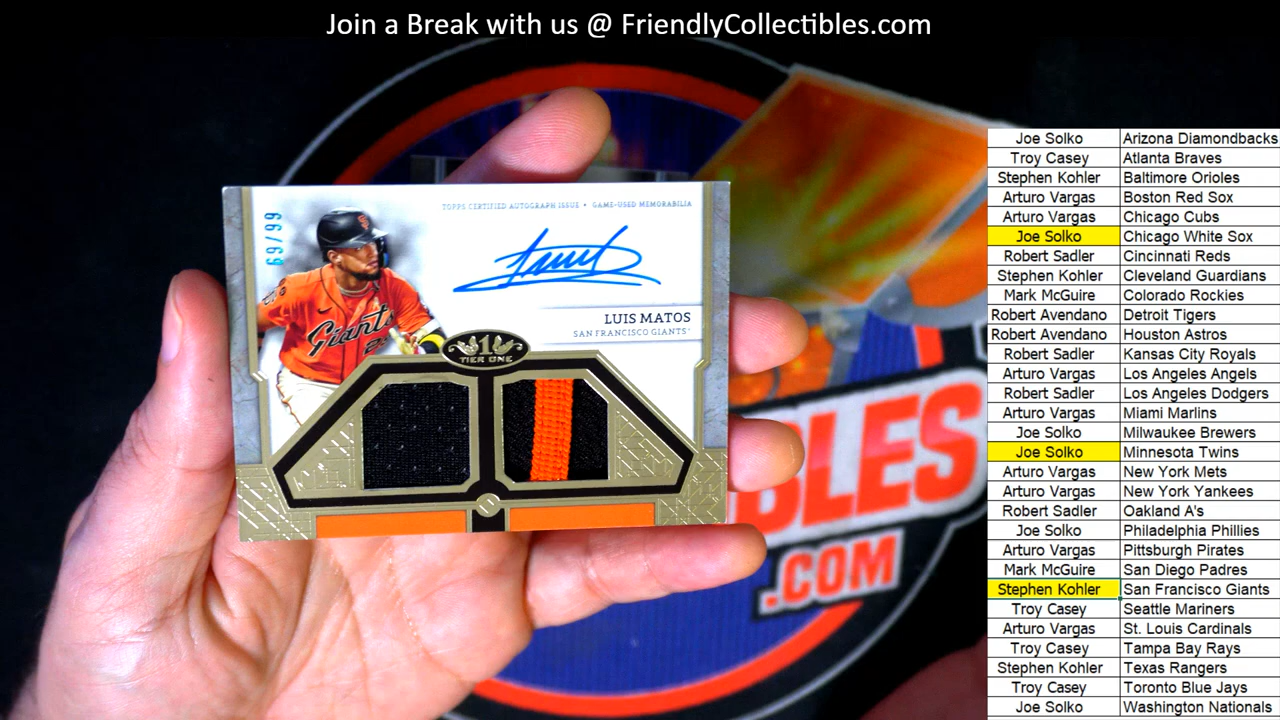 Join a Break with us @ FriendlyCollectibles.com
69/99
TOPPS CERTIFIED AUTOGRAPH ISSUE • GAME-USED MEMORABILIA
LUIS MATOS
SAN FRANCISCO GIANTS
Giants
1
TIER ONE
BLES
.COM
Joe Solko Arizona Diamondbacks
Troy Casey Atlanta Braves
Stephen Kohler Baltimore Orioles
Arturo Vargas Boston Red Sox
Arturo Vargas Chicago Cubs
Joe Solko Chicago White Sox
Robert Sadler Cincinnati Reds
Stephen Kohler Cleveland Guardians
Mark McGuire Colorado Rockies
Robert Avendano Detroit Tigers
Robert Avendano Houston Astros
Robert Sadler Kansas City Royals
Arturo Vargas Los Angeles Angels
Robert Sadler Los Angeles Dodgers
Arturo Vargas Miami Marlins
Joe Solko Milwaukee Brewers
Joe Solko Minnesota Twins
Arturo Vargas New York Mets
Arturo Vargas New York Yankees
Robert Sadler Oakland A's
Joe Solko Philadelphia Phillies
Arturo Vargas Pittsburgh Pirates
Mark McGuire San Diego Padres
Stephen Kohler San Francisco Giants
Troy Casey Seattle Mariners
Arturo Vargas St. Louis Cardinals
Troy Casey Tampa Bay Rays
Stephen Kohler Texas Rangers
Troy Casey Toronto Blue Jays
Joe Solko Washington Nationals